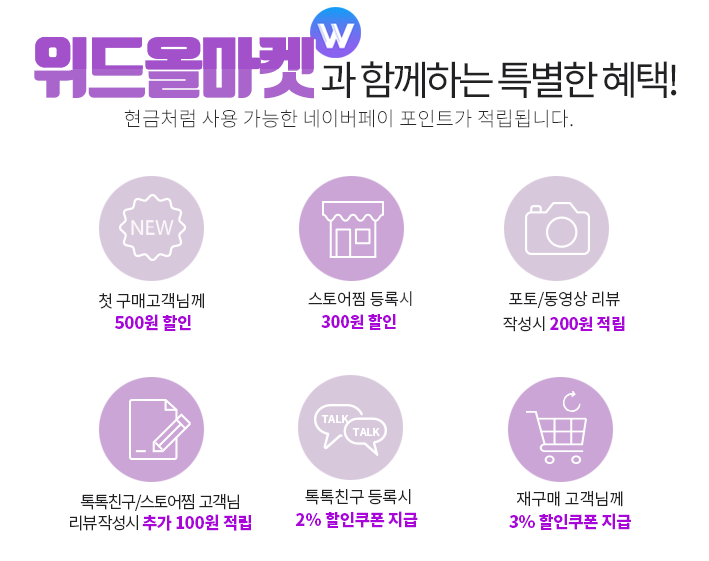 W
위드올마켓과 함께하는 특별한 혜택!
현금처럼 사용 가능한 네이버페이 포인트가 적립됩니다.
NEW
첫 구매고객님께
500원 할인
스토어찜 등록시
300원 할인
포토/동영상 리뷰
작성시 200원 적립
톡톡친구/스토어찜 고객님
리뷰작성시 추가 100원 적립
TALK
TALK
톡톡친구 등록시
2% 할인쿠폰 지급
재구매 고객님께
3% 할인쿠폰 지급